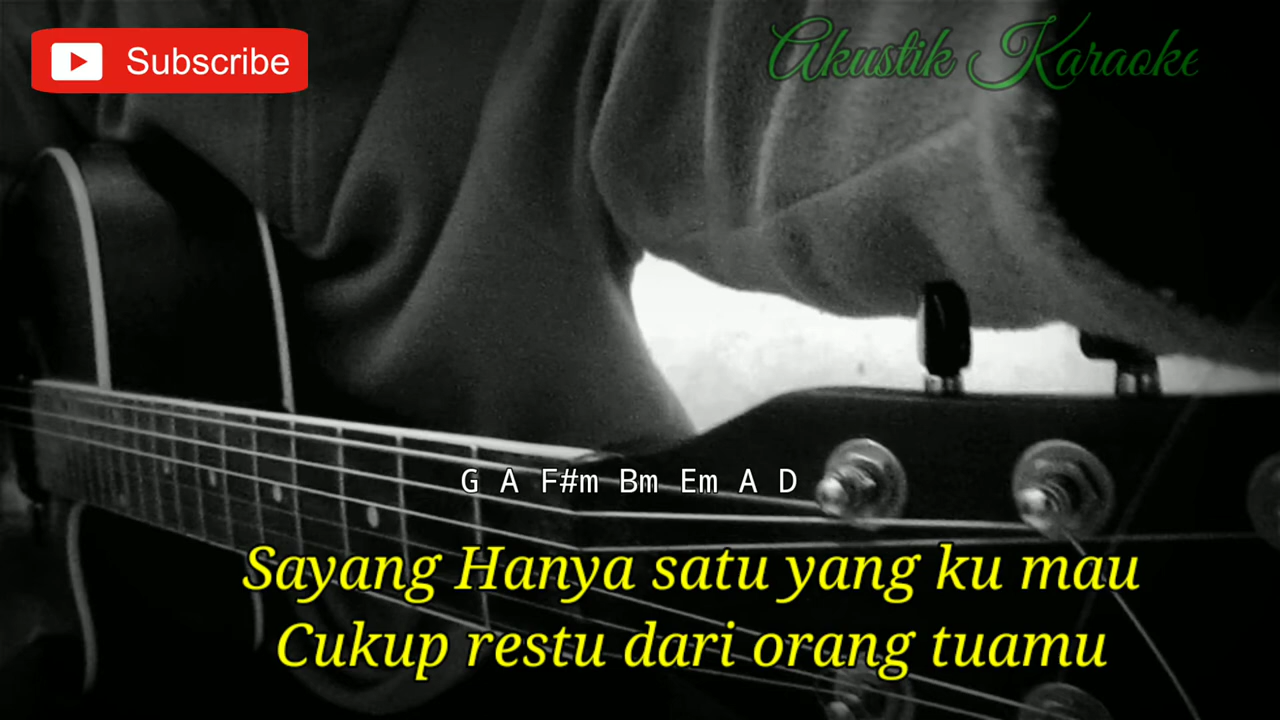 Subscribe
Akustik Karaoke
G A F#m Bm Em A D
Sayang Hanya satu yang ku mau
Cukup restu dari orang tuamu